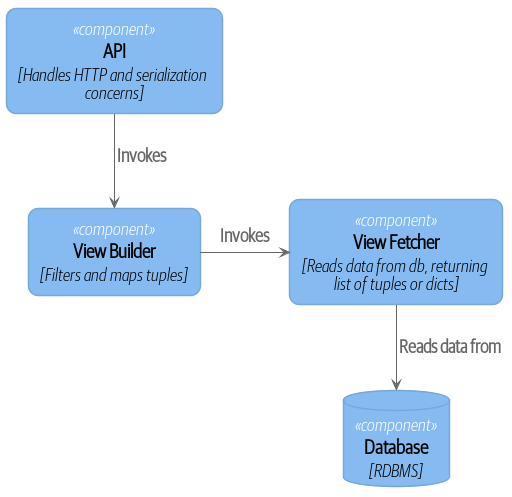 «component»
API
[Handles HTTP and serialization
concerns]
Invokes
«component»
View Builder
[Filters and maps tuples]
Invokes
«component»
View Fetcher
[Reads data from db, returning
list of tuples or dicts]
Reads data from
«component»
Database
[RDBMS]